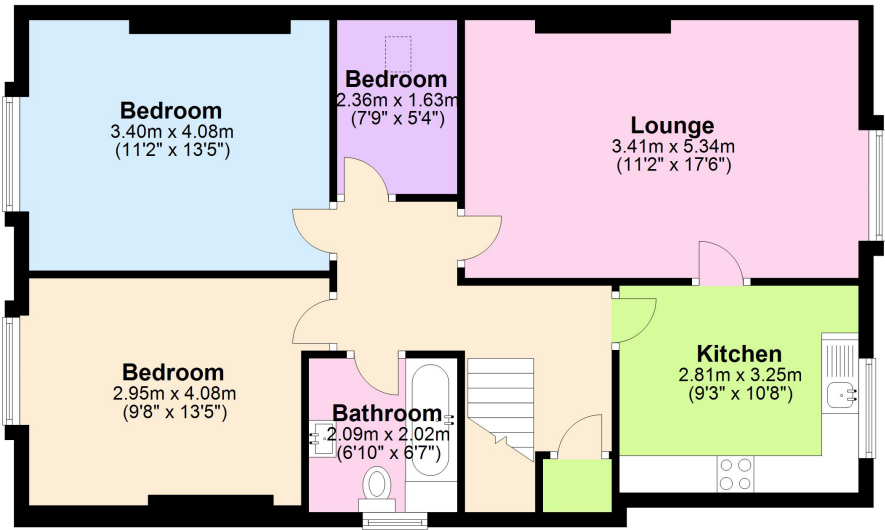 Bedroom
3.40m x 4.08m
(11'2" x 13'5")
Bedroom
2.36m x 1.63m
(7'9" x 5'4")
Lounge
3.41m x 5.34m
(11'2" x 17'6")
Bedroom
2.95m x 4.08m
(9'8" x 13'5")
Bathroom
2.09m x 2.02m
(6'10" x 6'7")
Kitchen
2.81m x 3.25m
(9'3" x 10'8")